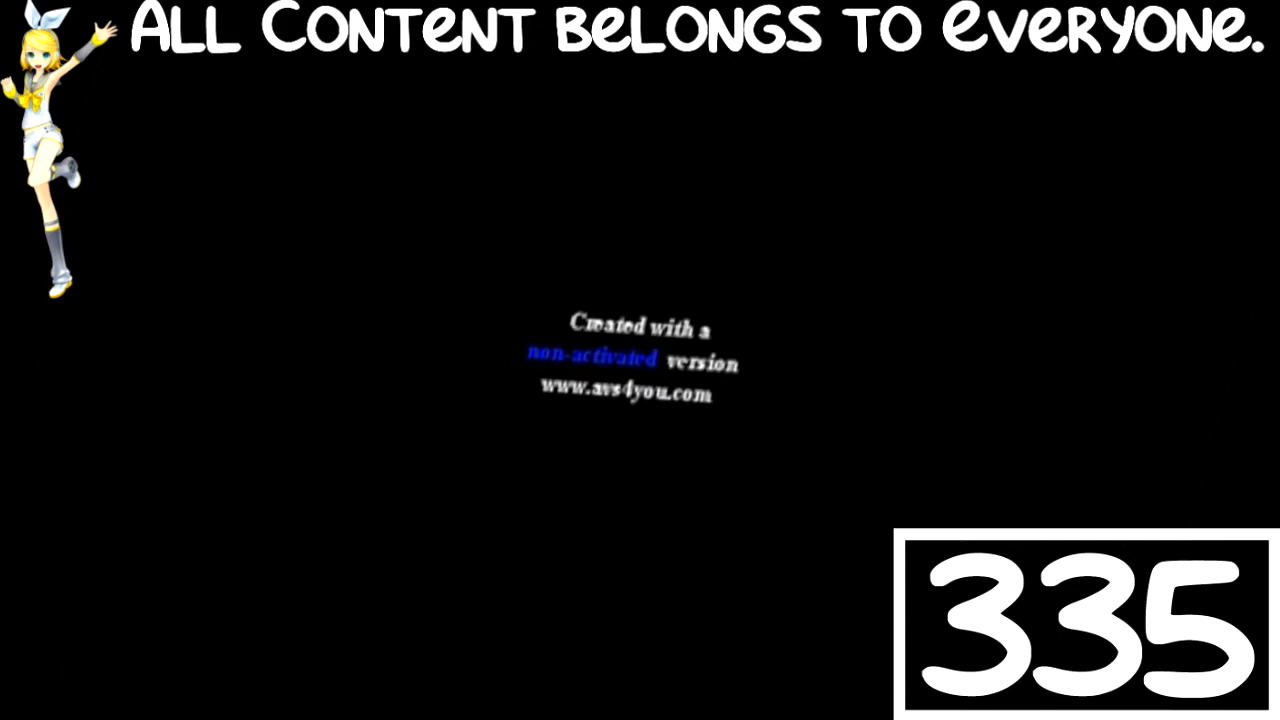 ALL CONTENT BELONGS TO EVERYONE.
Created with a
non-activated version
www.avs4you.com
335